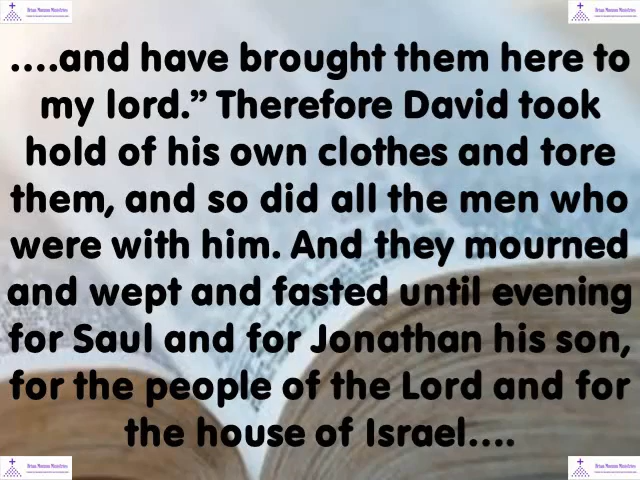 ....and have brought them here to
my lord.” Therefore David took
hold of his own clothes and tore
them, and so did all the men who
were with him. And they mourned
and wept and fasted until evening
for Saul and for Jonathan his son,
for the people of the Lord and for
the house of Israel....